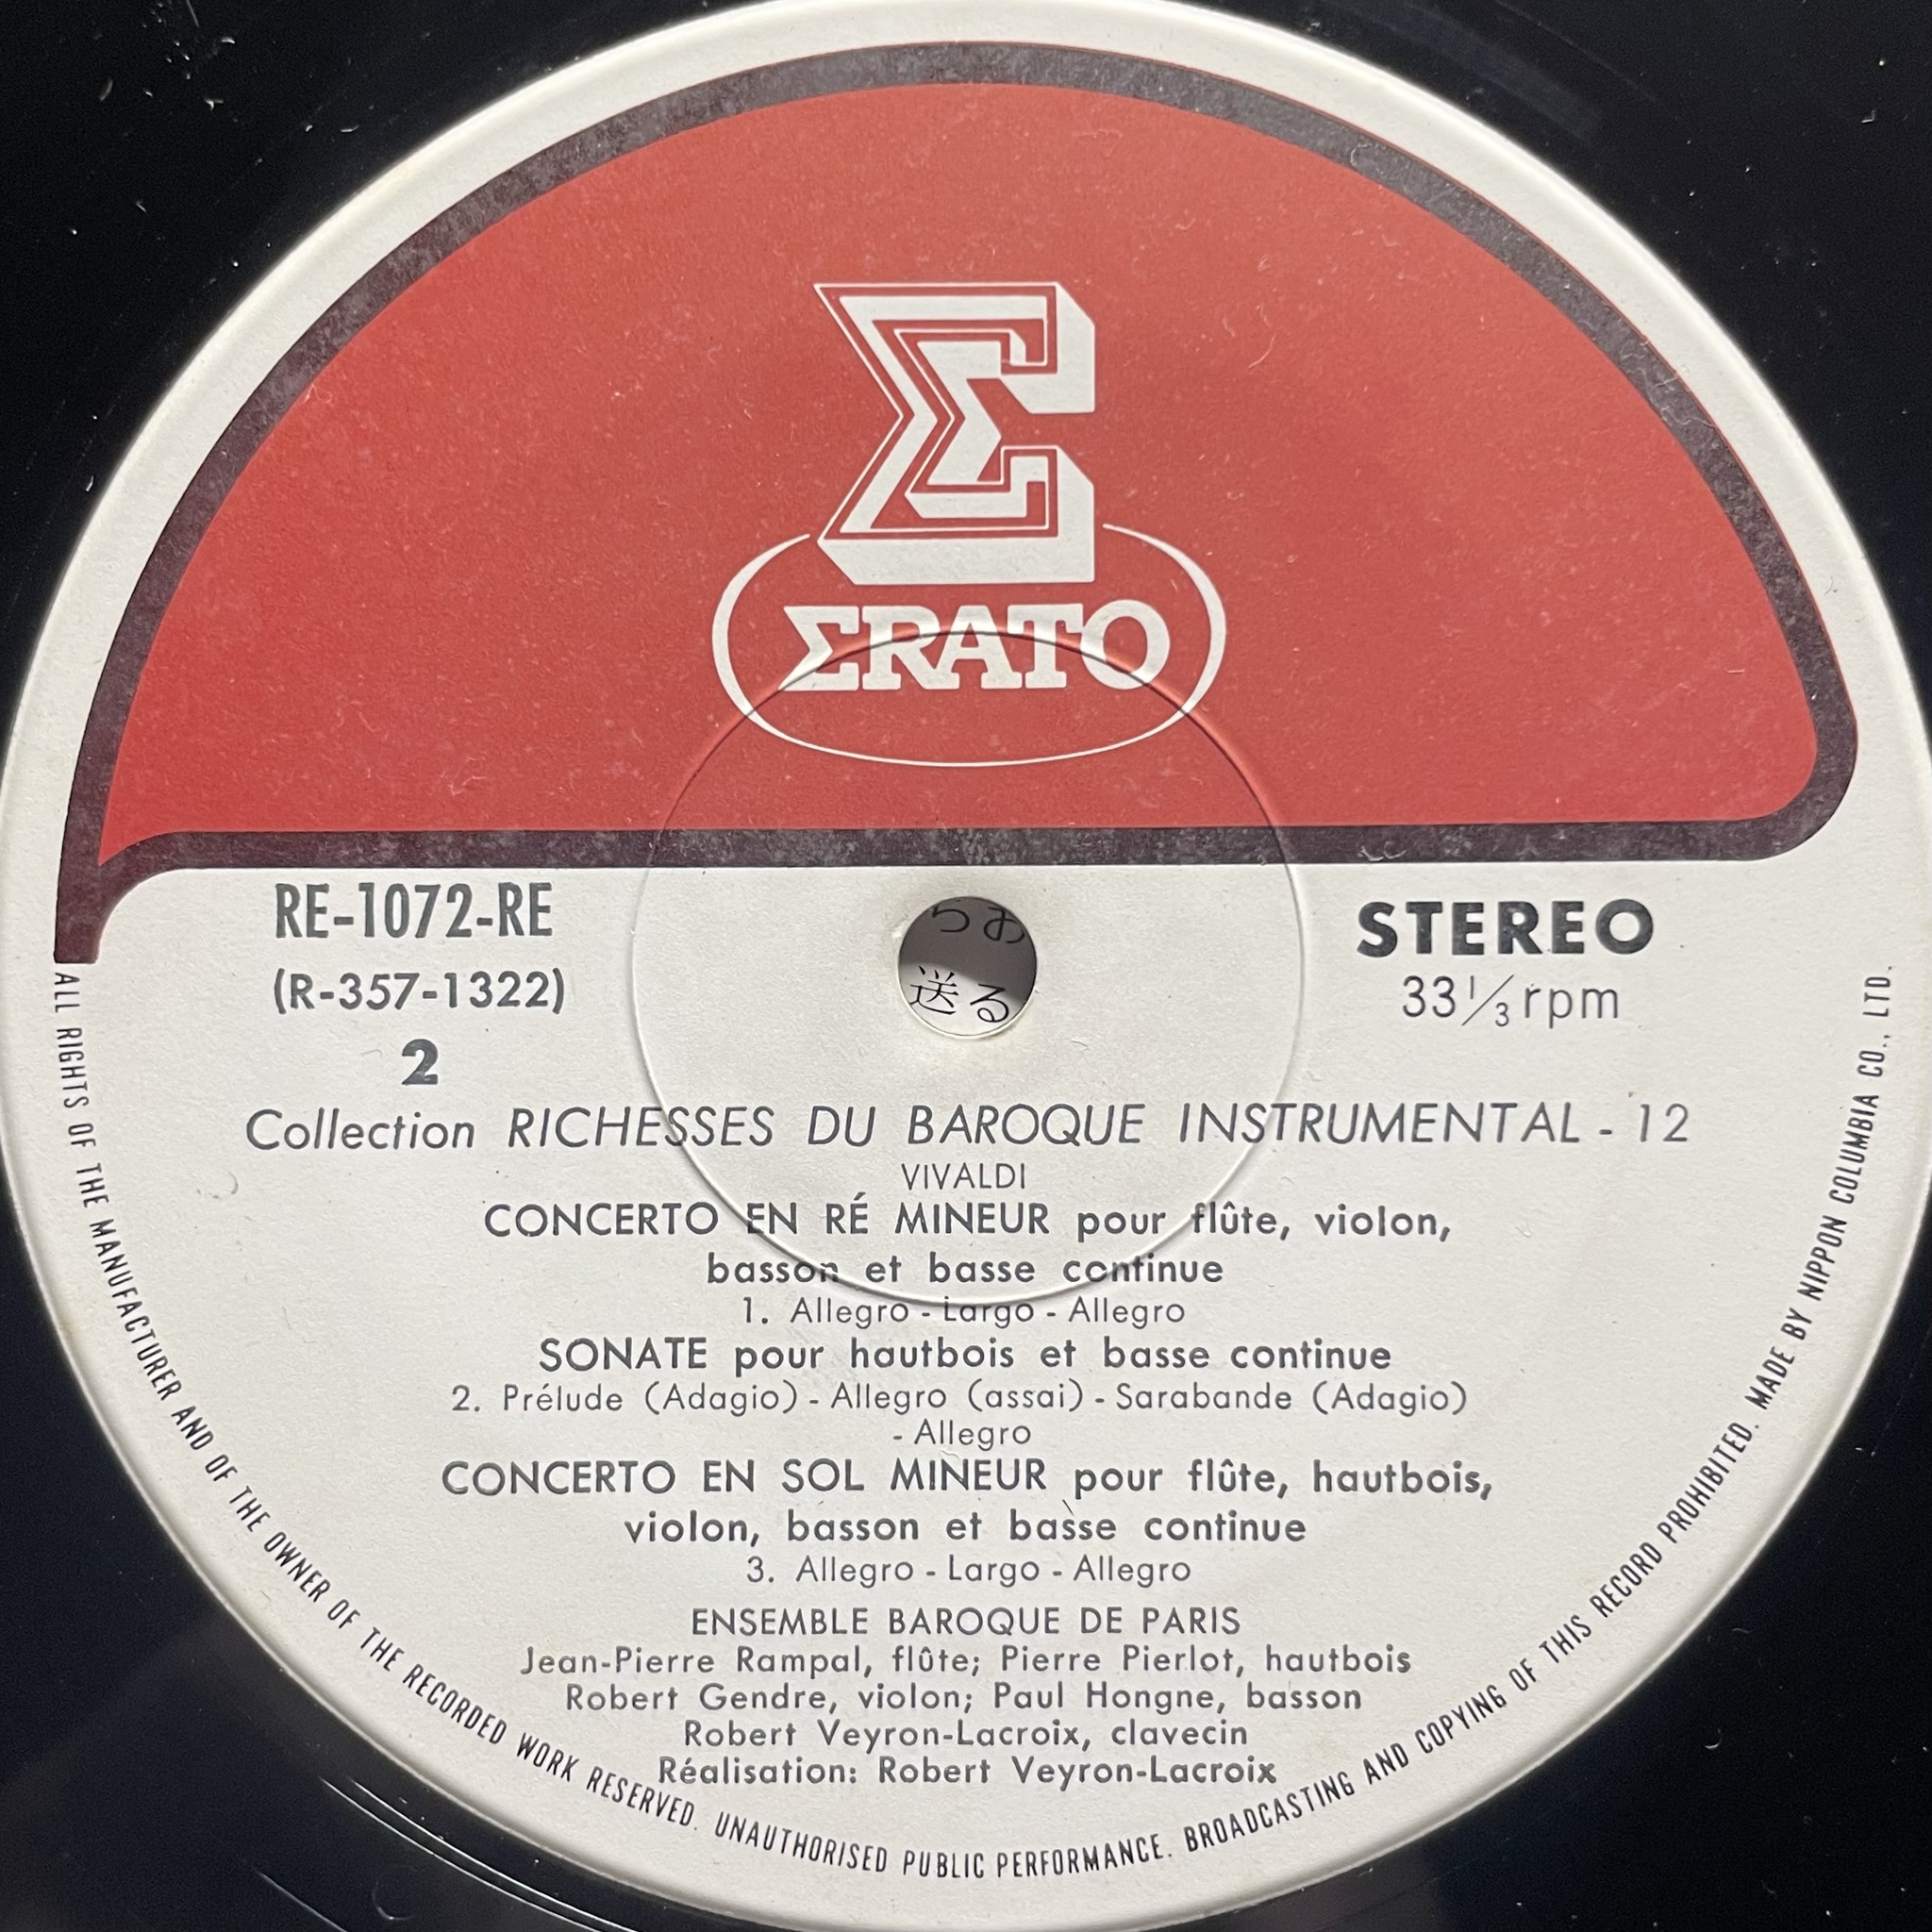 Σ
ΣRATO
RE-1072-RE
(R-357-1322)
2
STEREO
33 1/3 rpm
らお
送る
Collection RICHESSES DU BAROQUE INSTRUMENTAL - 12
VIVALDI
CONCERTO EN RÉ MINEUR pour flûte, violon,
basson et basse continue
1. Allegro - Largo - Allegro
SONATE pour hautbois et basse continue
2. Prélude (Adagio) - Allegro (assai) - Sarabande (Adagio)
- Allegro
CONCERTO EN SOL MINEUR pour flûte, hautbois,
violon, basson et basse continue
3. Allegro - Largo - Allegro
ENSEMBLE BAROQUE DE PARIS
Jean-Pierre Rampal, flûte; Pierre Pierlot, hautbois
Robert Gendre, violon; Paul Hongne, basson
Robert Veyron-Lacroix, clavecin
Réalisation: Robert Veyron-Lacroix
ALL RIGHTS OF THE MANUFACTURER AND OF THE OWNER OF THE RECORDED WORK RESERVED. UNAUTHORISED PUBLIC PERFORMANCE. BROADCASTING AND COPYING OF THIS RECORD PROHIBITED. MADE BY NIPPON COLUMBIA CO., LTD.